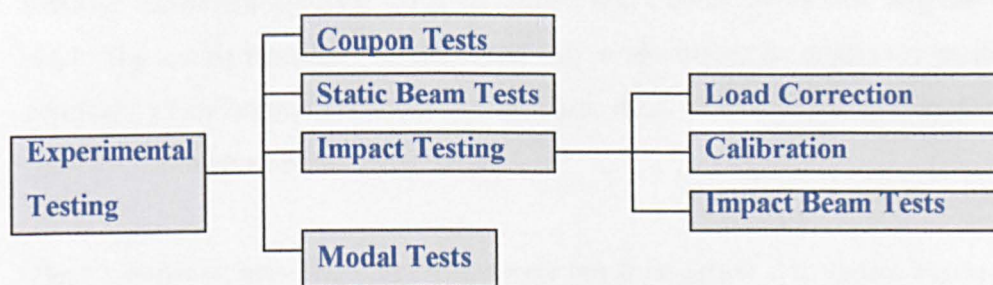 Experimental
Testing
Coupon Tests
Static Beam Tests
Impact Testing
Modal Tests
Load Correction
Calibration
Impact Beam Tests